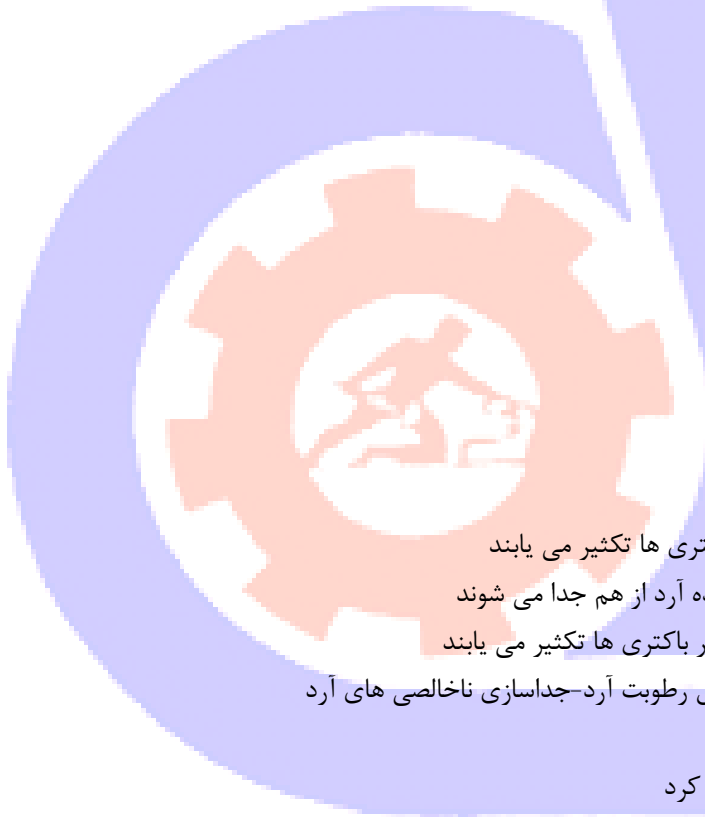 ها تکثیر می یابند
آرد از هم جدا می شوند
باکتری ها تکثیر می یابند
رطوبت آرد-جداسازی ناخالصی های آرد
کرد